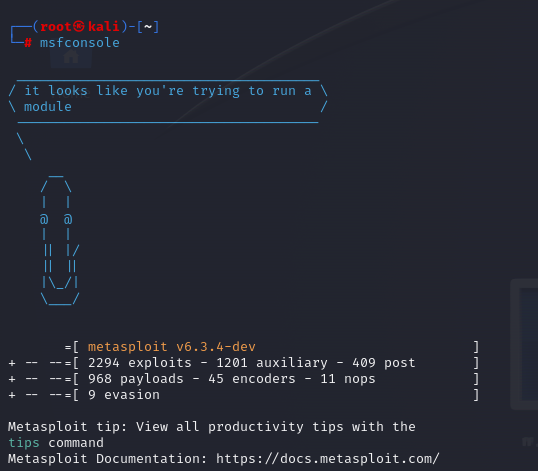 ┌──(root㉿kali)-[~]
└─# msfconsole
 ______________________________________
/ it looks like you're trying to run a \
\ module                               /
 --------------------------------------
 \
  \
     __
    /  \
    |  |
    @  @
    |  |
    || |/
    || ||
    |\_/|
    \___/
       =[ metasploit v6.3.4-dev                           ]
+ -- --=[ 2294 exploits - 1201 auxiliary - 409 post       ]
+ -- --=[ 968 payloads - 45 encoders - 11 nops            ]
+ -- --=[ 9 evasion                                       ]
Metasploit tip: View all productivity tips with the
tips command
Metasploit Documentation: https://docs.metasploit.com/